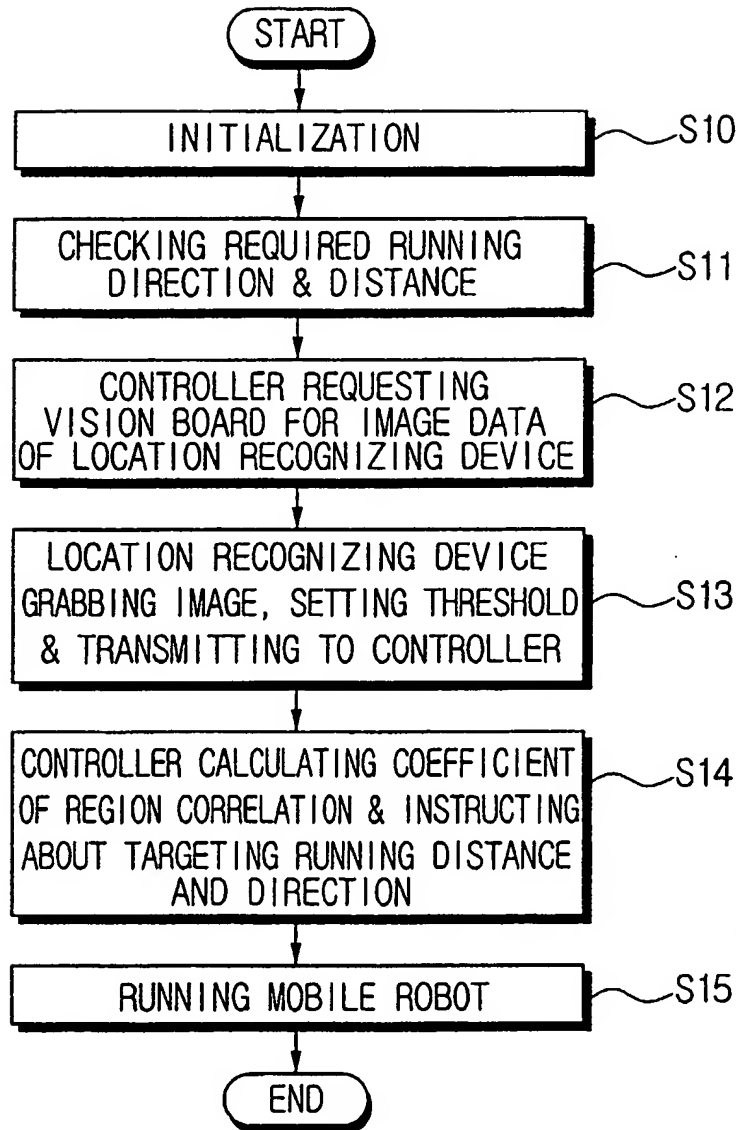 START
INITIALIZATION
S10
CHECKING REQUIRED RUNNING
DIRECTION & DISTANCE
S11
CONTROLLER REQUESTING
VISION BOARD FOR IMAGE DATA
OF LOCATION RECOGNIZING DEVICE
S12
LOCATION RECOGNIZING DEVICE
GRABBING IMAGE, SETTING THRESHOLD
& TRANSMITTING TO CONTROLLER
S13
CONTROLLER CALCULATING COEFFICIENT
OF REGION CORRELATION & INSTRUCTING
ABOUT TARGETING RUNNING DISTANCE
AND DIRECTION
S14
RUNNING MOBILE ROBOT
S15
END